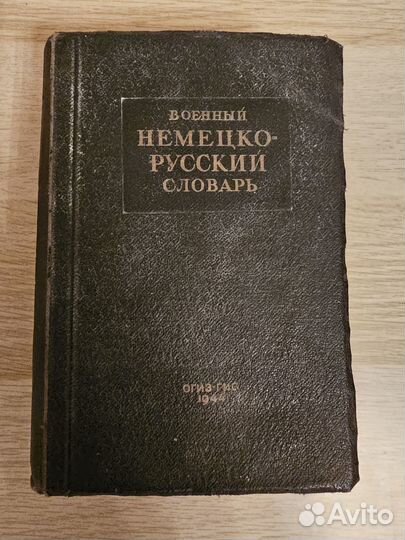 ВОЕННЫЙ
НЕМЕЦКО-
РУССКИЙ
СЛОВАРЬ
ОГИЗ·ГИС
1944
Avito